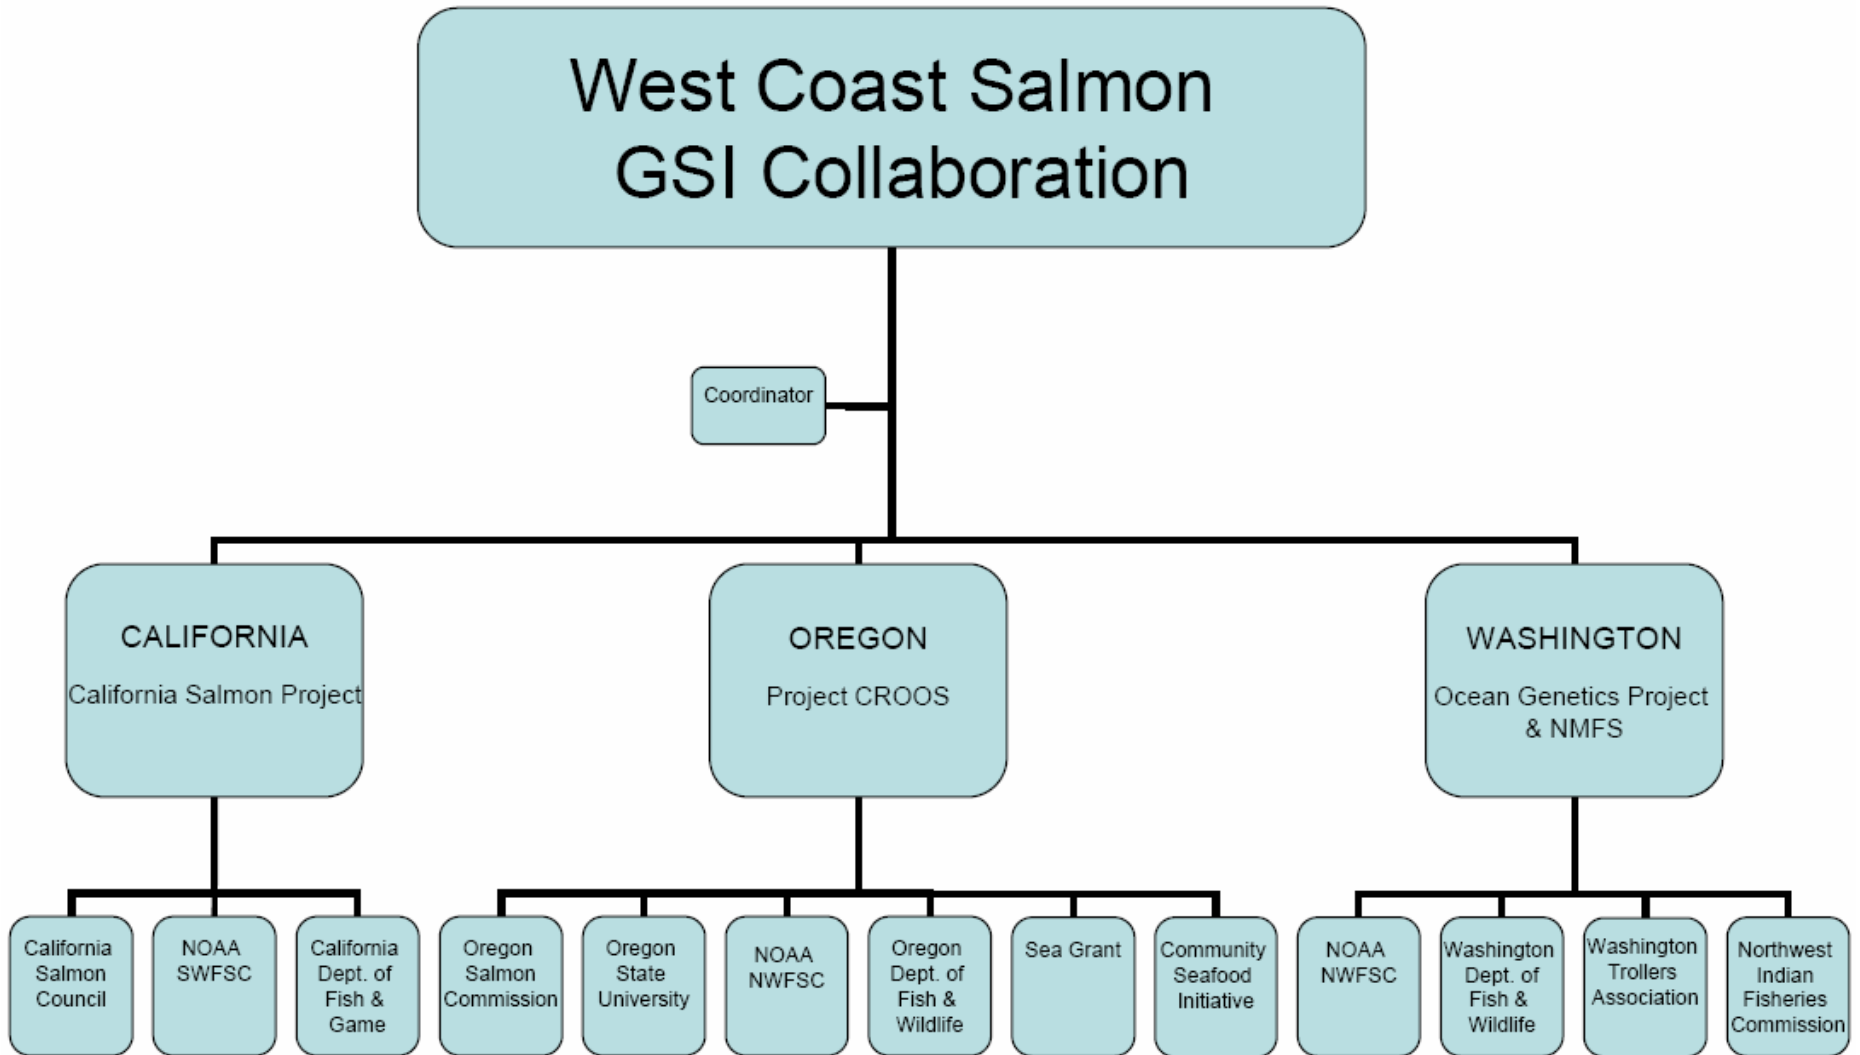 West Coast Salmon
GSI Collaboration
Coordinator
CALIFORNIA
California Salmon Project
OREGON
Project CROOS
WASHINGTON
Ocean Genetics Project
& NMFS
California
Salmon
Council
NOAA
SWFSC
California
Dept. of
Fish &
Game
Oregon
Salmon
Commission
Oregon
State
University
NOAA
NWFSC
Oregon
Dept. of
Fish &
Wildlife
Sea Grant
Community
Seafood
Initiative
NOAA
NWFSC
Washington
Dept. of
Fish &
Wildlife
Washington
Trollers
Association
Northwest
Indian
Fisheries
Commission